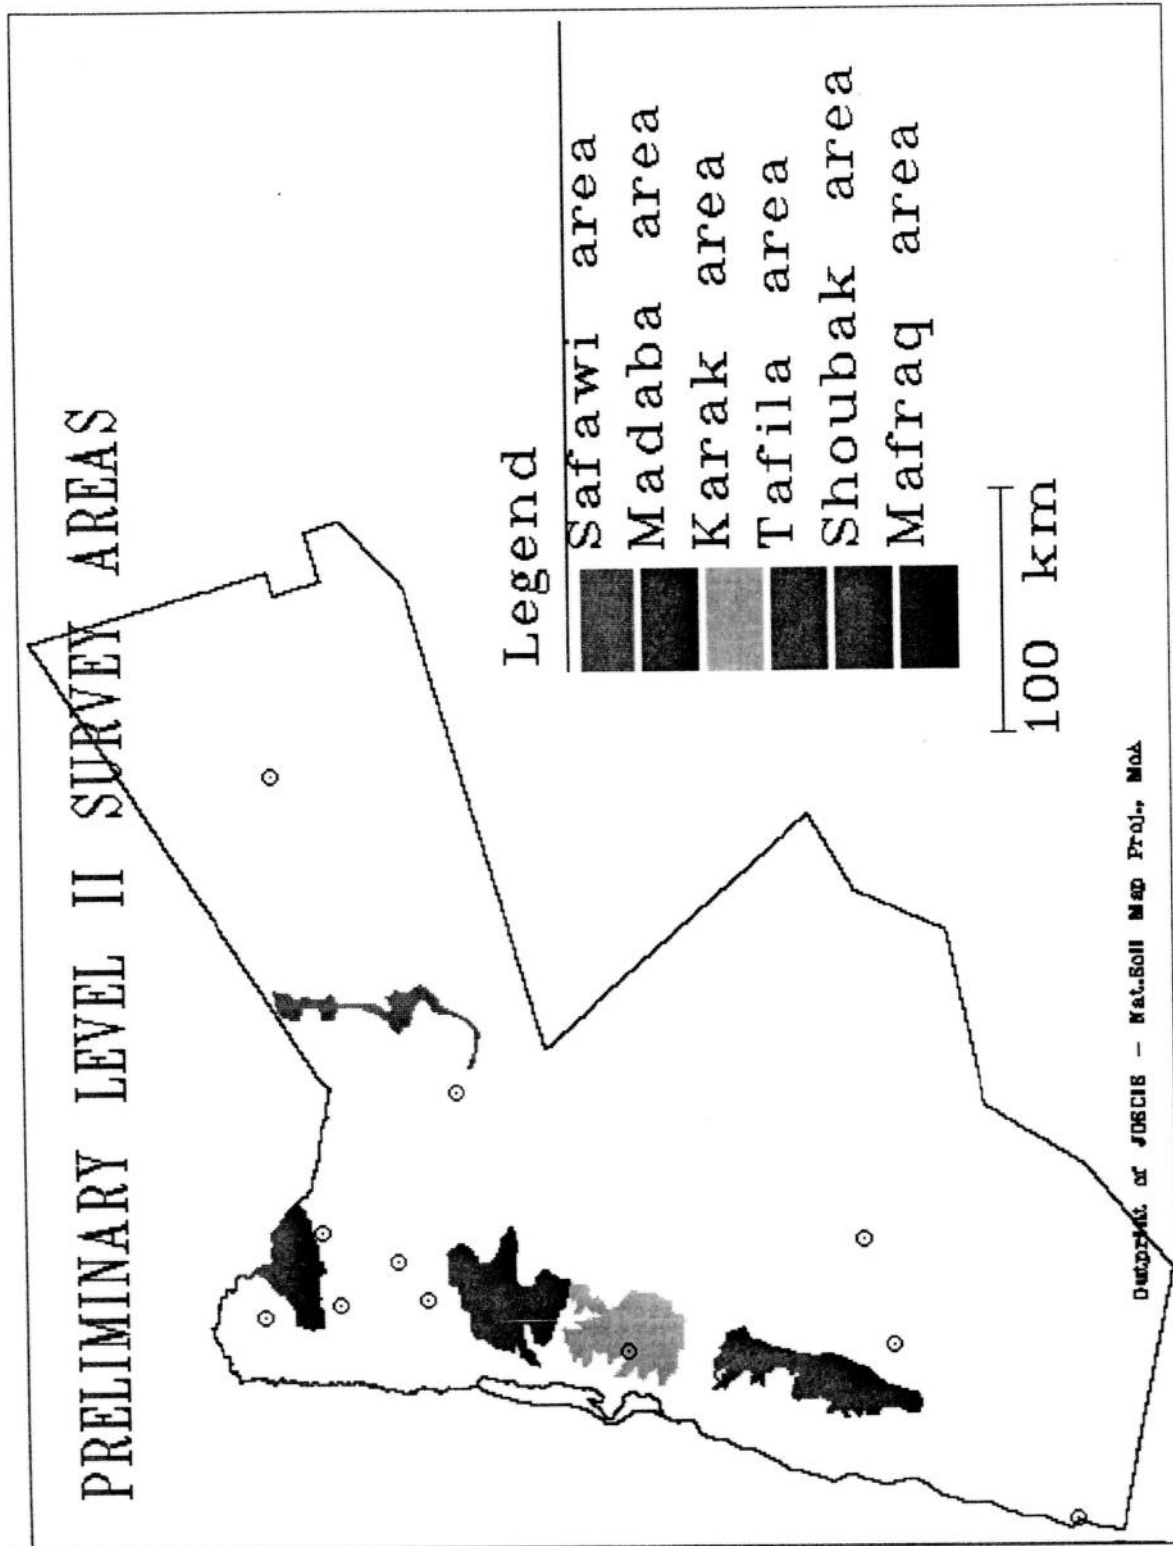 PRELIMINARY LEVEL II SURVEY AREAS
Legend
Safawi area
Madaba area
Karak area
Tafila area
Shoubak area
Mafraq area
100 km
of JOSCIS - Nat.Soil Map Proj., MoA